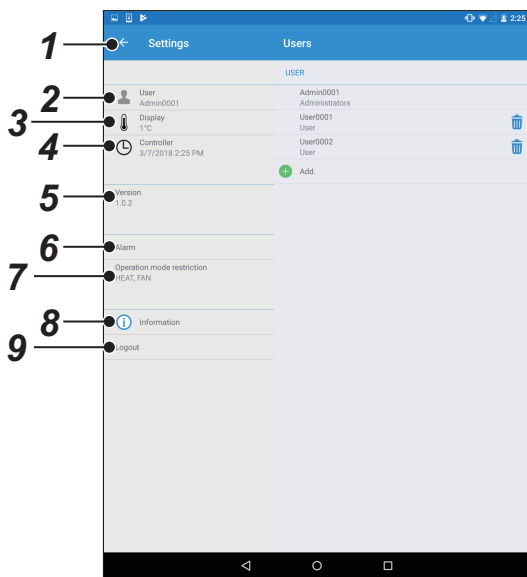 2:25
1
Settings
Users
USER
2
User
Admin0001
Admin0001
Administrators
3
Display
1°C
User0001
User
4
Controller
3/7/2018 2:25 PM
User0002
User
Add.
5
Version
1.0.2
6
Alarm
7
Operation mode restriction
HEAT, FAN
8
Information
9
Logout